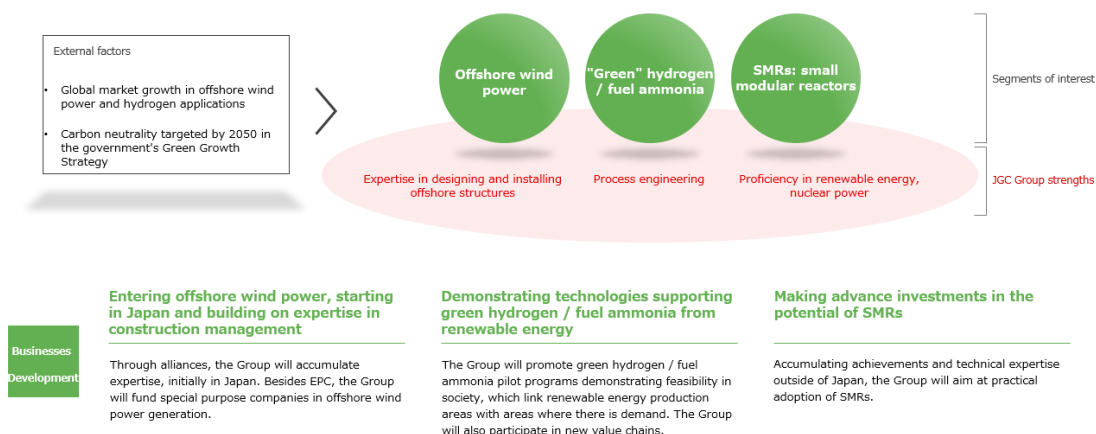 External factors
• Global market growth in offshore wind
power and hydrogen applications
• Carbon neutrality targeted by 2050 in
the government's Green Growth
Strategy
Offshore wind
power
"Green" hydrogen
/ fuel ammonia
SMRs: small
modular reactors
Segments of interest
Expertise in designing and installing
offshore structures
Process engineering
Proficiency in renewable energy,
nuclear power
JGC Group strengths
Businesses
Development
Entering offshore wind power, starting
in Japan and building on expertise in
construction management
Through alliances, the Group will accumulate
expertise, initially in Japan. Besides EPC, the Group
will fund special purpose companies in offshore wind
power generation.
Demonstrating technologies supporting
green hydrogen / fuel ammonia from
renewable energy
The Group will promote green hydrogen / fuel
ammonia pilot programs demonstrating feasibility in
society, which link renewable energy production
areas with areas where there is demand. The Group
will also participate in new value chains.
Making advance investments in the
potential of SMRs
Accumulating achievements and technical expertise
outside of Japan, the Group will aim at practical
adoption of SMRs.